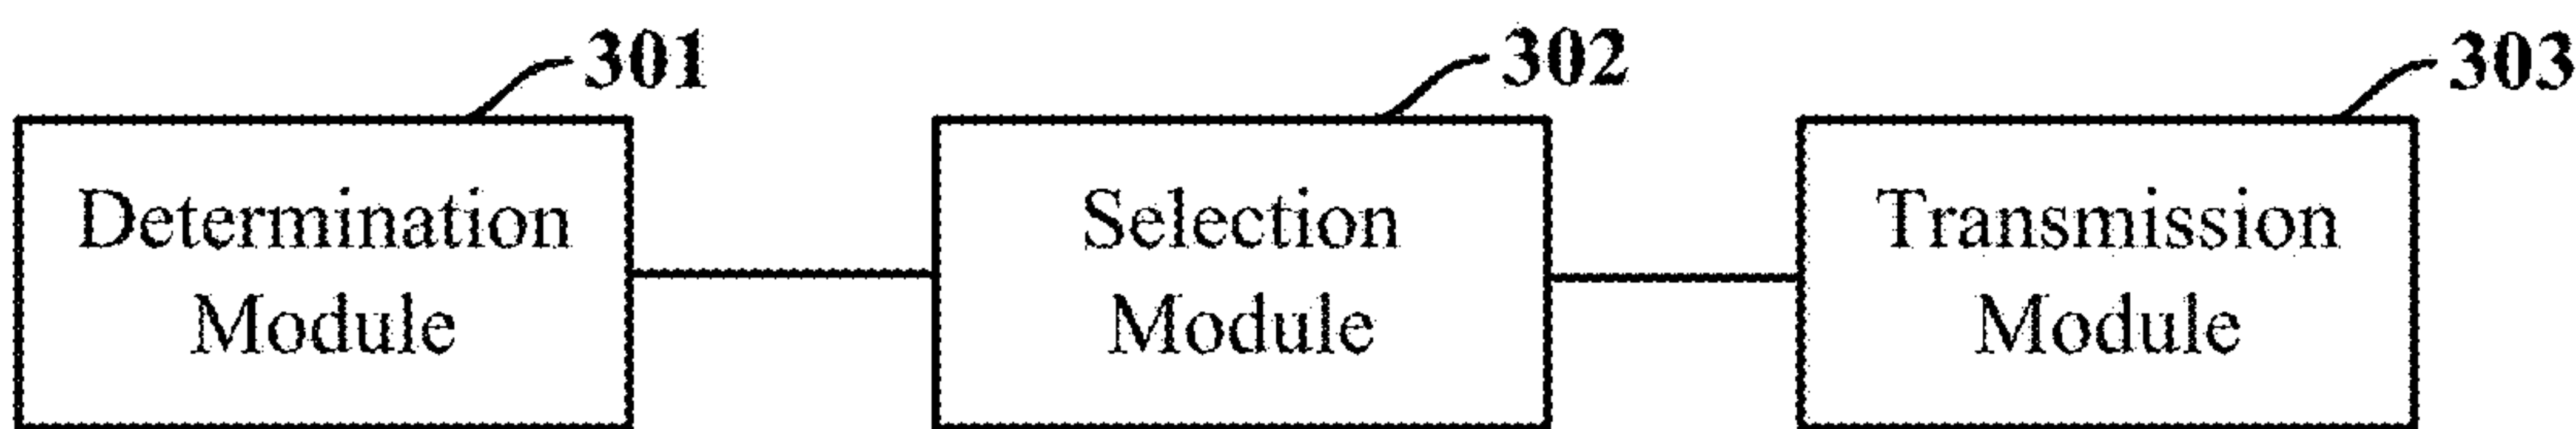 301
302
303
Determination
Module
Selection
Module
Transmission
Module